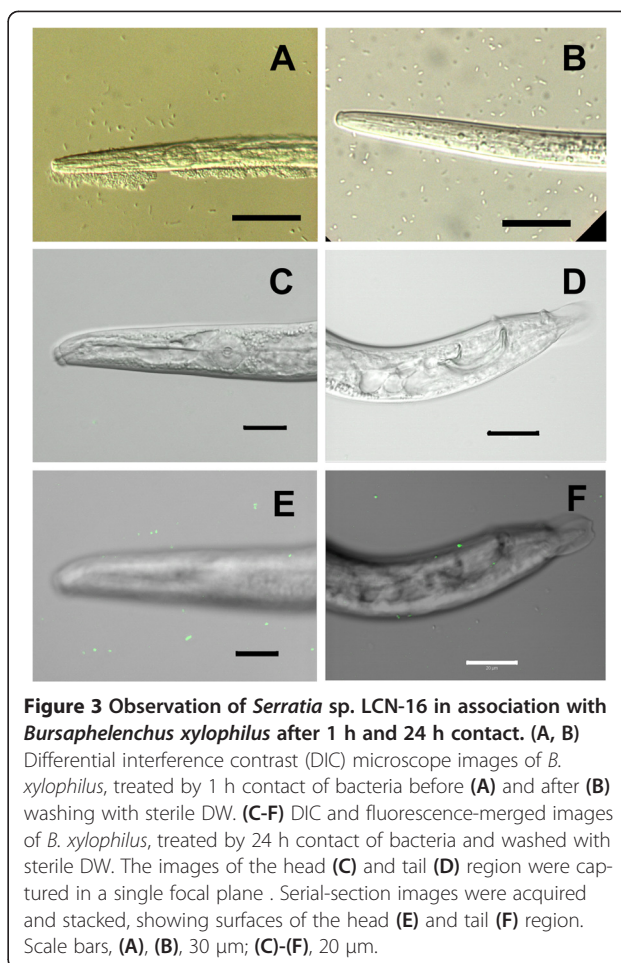 A
B
C
D
E
F
Figure 3 Observation of Serratia sp. LCN-16 in association with
Bursaphelenchus xylophilus after 1 h and 24 h contact. (A, B)
Differential interference contrast (DIC) microscope images of B.
xylophilus, treated by 1 h contact of bacteria before (A) and after (B)
washing with sterile DW. (C-F) DIC and fluorescence-merged images
of B. xylophilus, treated by 24 h contact of bacteria and washed with
sterile DW. The images of the head (C) and tail (D) region were cap-
tured in a single focal plane . Serial-section images were acquired
and stacked, showing surfaces of the head (E) and tail (F) region.
Scale bars, (A), (B), 30 μm; (C)-(F), 20 μm.